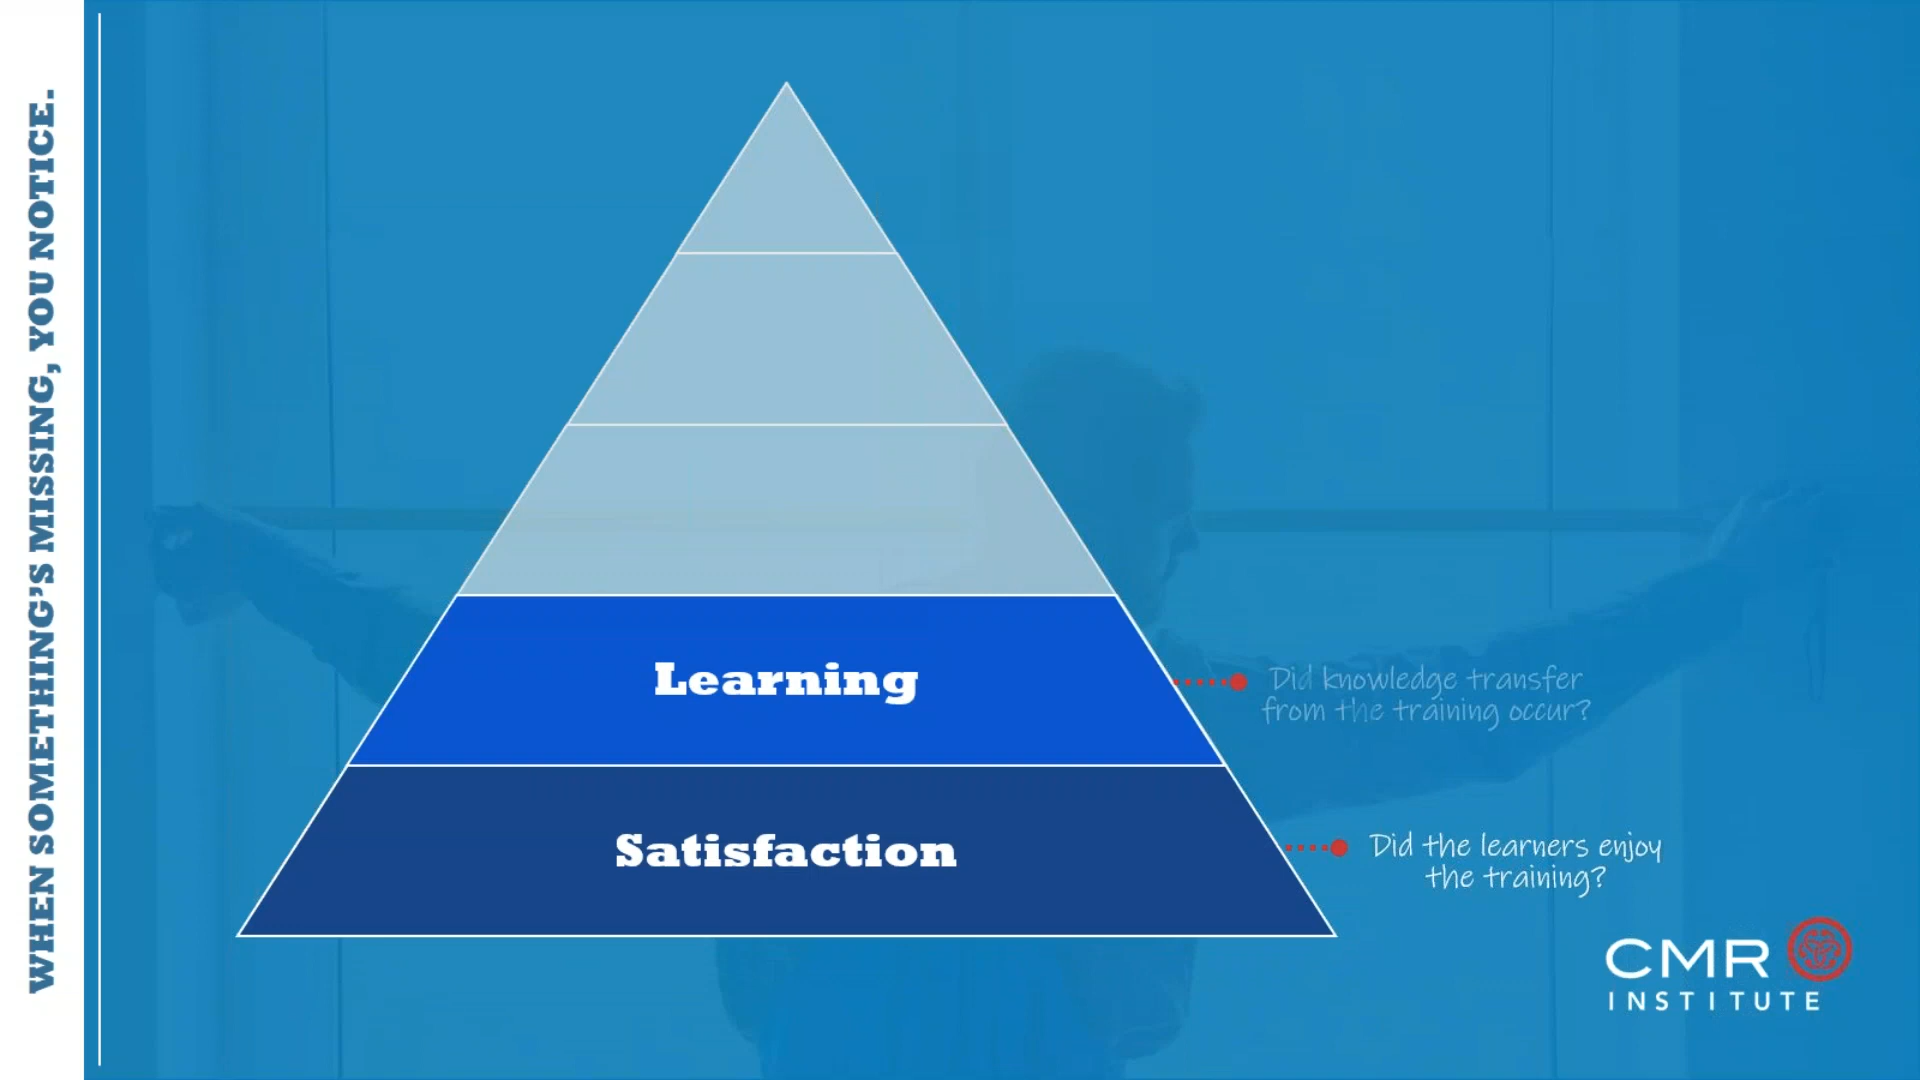 WHEN SOMETHING'S MISSING, YOU NOTICE.
Learning
Did knowledge transfer
from the training occur?
Satisfaction
Did the learners enjoy
the training?
CMR
INSTITUTE